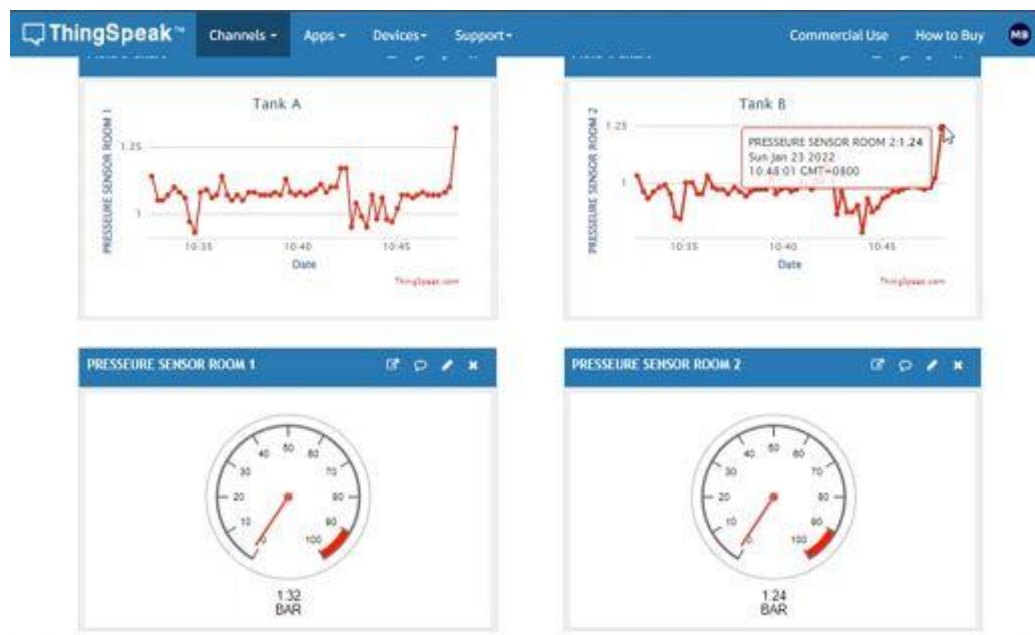 ThingSpeak™ Channels Apps Devices Support Commercial Use How to Buy MB
Tank A
PRESSEURE SENSOR ROOM 1
1.25
1
10:35 10:40 10:45
Date
ThingSpeak.com
Tank B
PRESSEURE SENSOR ROOM 2
1.25
1
PRESSEURE SENSOR ROOM 2:1.24
Sun Jan 23 2022
10:48:01 GMT+0800
10:35 10:40 10:45
Date
ThingSpeak.com
PRESSEURE SENSOR ROOM 1
0 10 20 30 40 50 60 70 80 90 100
1.32
BAR
PRESSEURE SENSOR ROOM 2
0 10 20 30 40 50 60 70 80 90 100
1.24
BAR